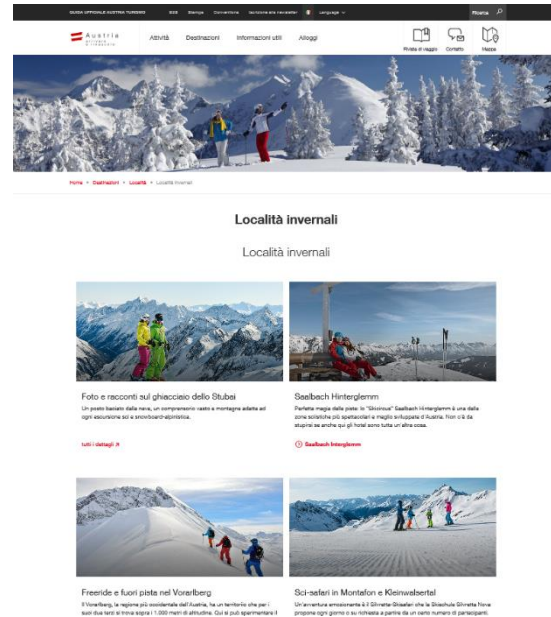 GUIDA UFFICIALE AUSTRIA TURISMO B2B Stampa Convention Iscrizione alla newsletter Language Ricerca
Austria
arrivare
e rinascere
Attività Destinazioni Informazioni utili Alloggi
Rivista di viaggio Contatto Mappa
Home Destinazioni Località Località invernali
Località invernali
Località invernali
Foto e racconti sul ghiacciaio dello Stubai
Un posto baciato dalla neve, un comprensorio vasto e montagne adatte ad
ogni escursione sci e snowboard-alpinistica.
tutti i dettagli
Saalbach Hinterglemm
Perfetta magia delle piste: lo "Skicircus" Saalbach Hinterglemm è una delle
zone sciistiche più spettacolari e meglio sviluppate d'Austria. Non c'è da
stupirsi se anche qui gli hotel sono tutta un'altra cosa.
Saalbach Hinterglemm
Freeride e fuori pista nel Vorarlberg
Il Vorarlberg, la regione più occidentale dell'Austria, ha un territorio che per i
suoi due terzi si trova sopra i 1.000 metri di altitudine. Qui si può sperimentare il
Sci-safari in Montafon e Kleinwalsertal
Un'avventura emozionante è il Silvretta-Skisafari che la Skischule Silvretta Nova
propone ogni giorno o su richiesta a partire da un certo numero di partecipanti.